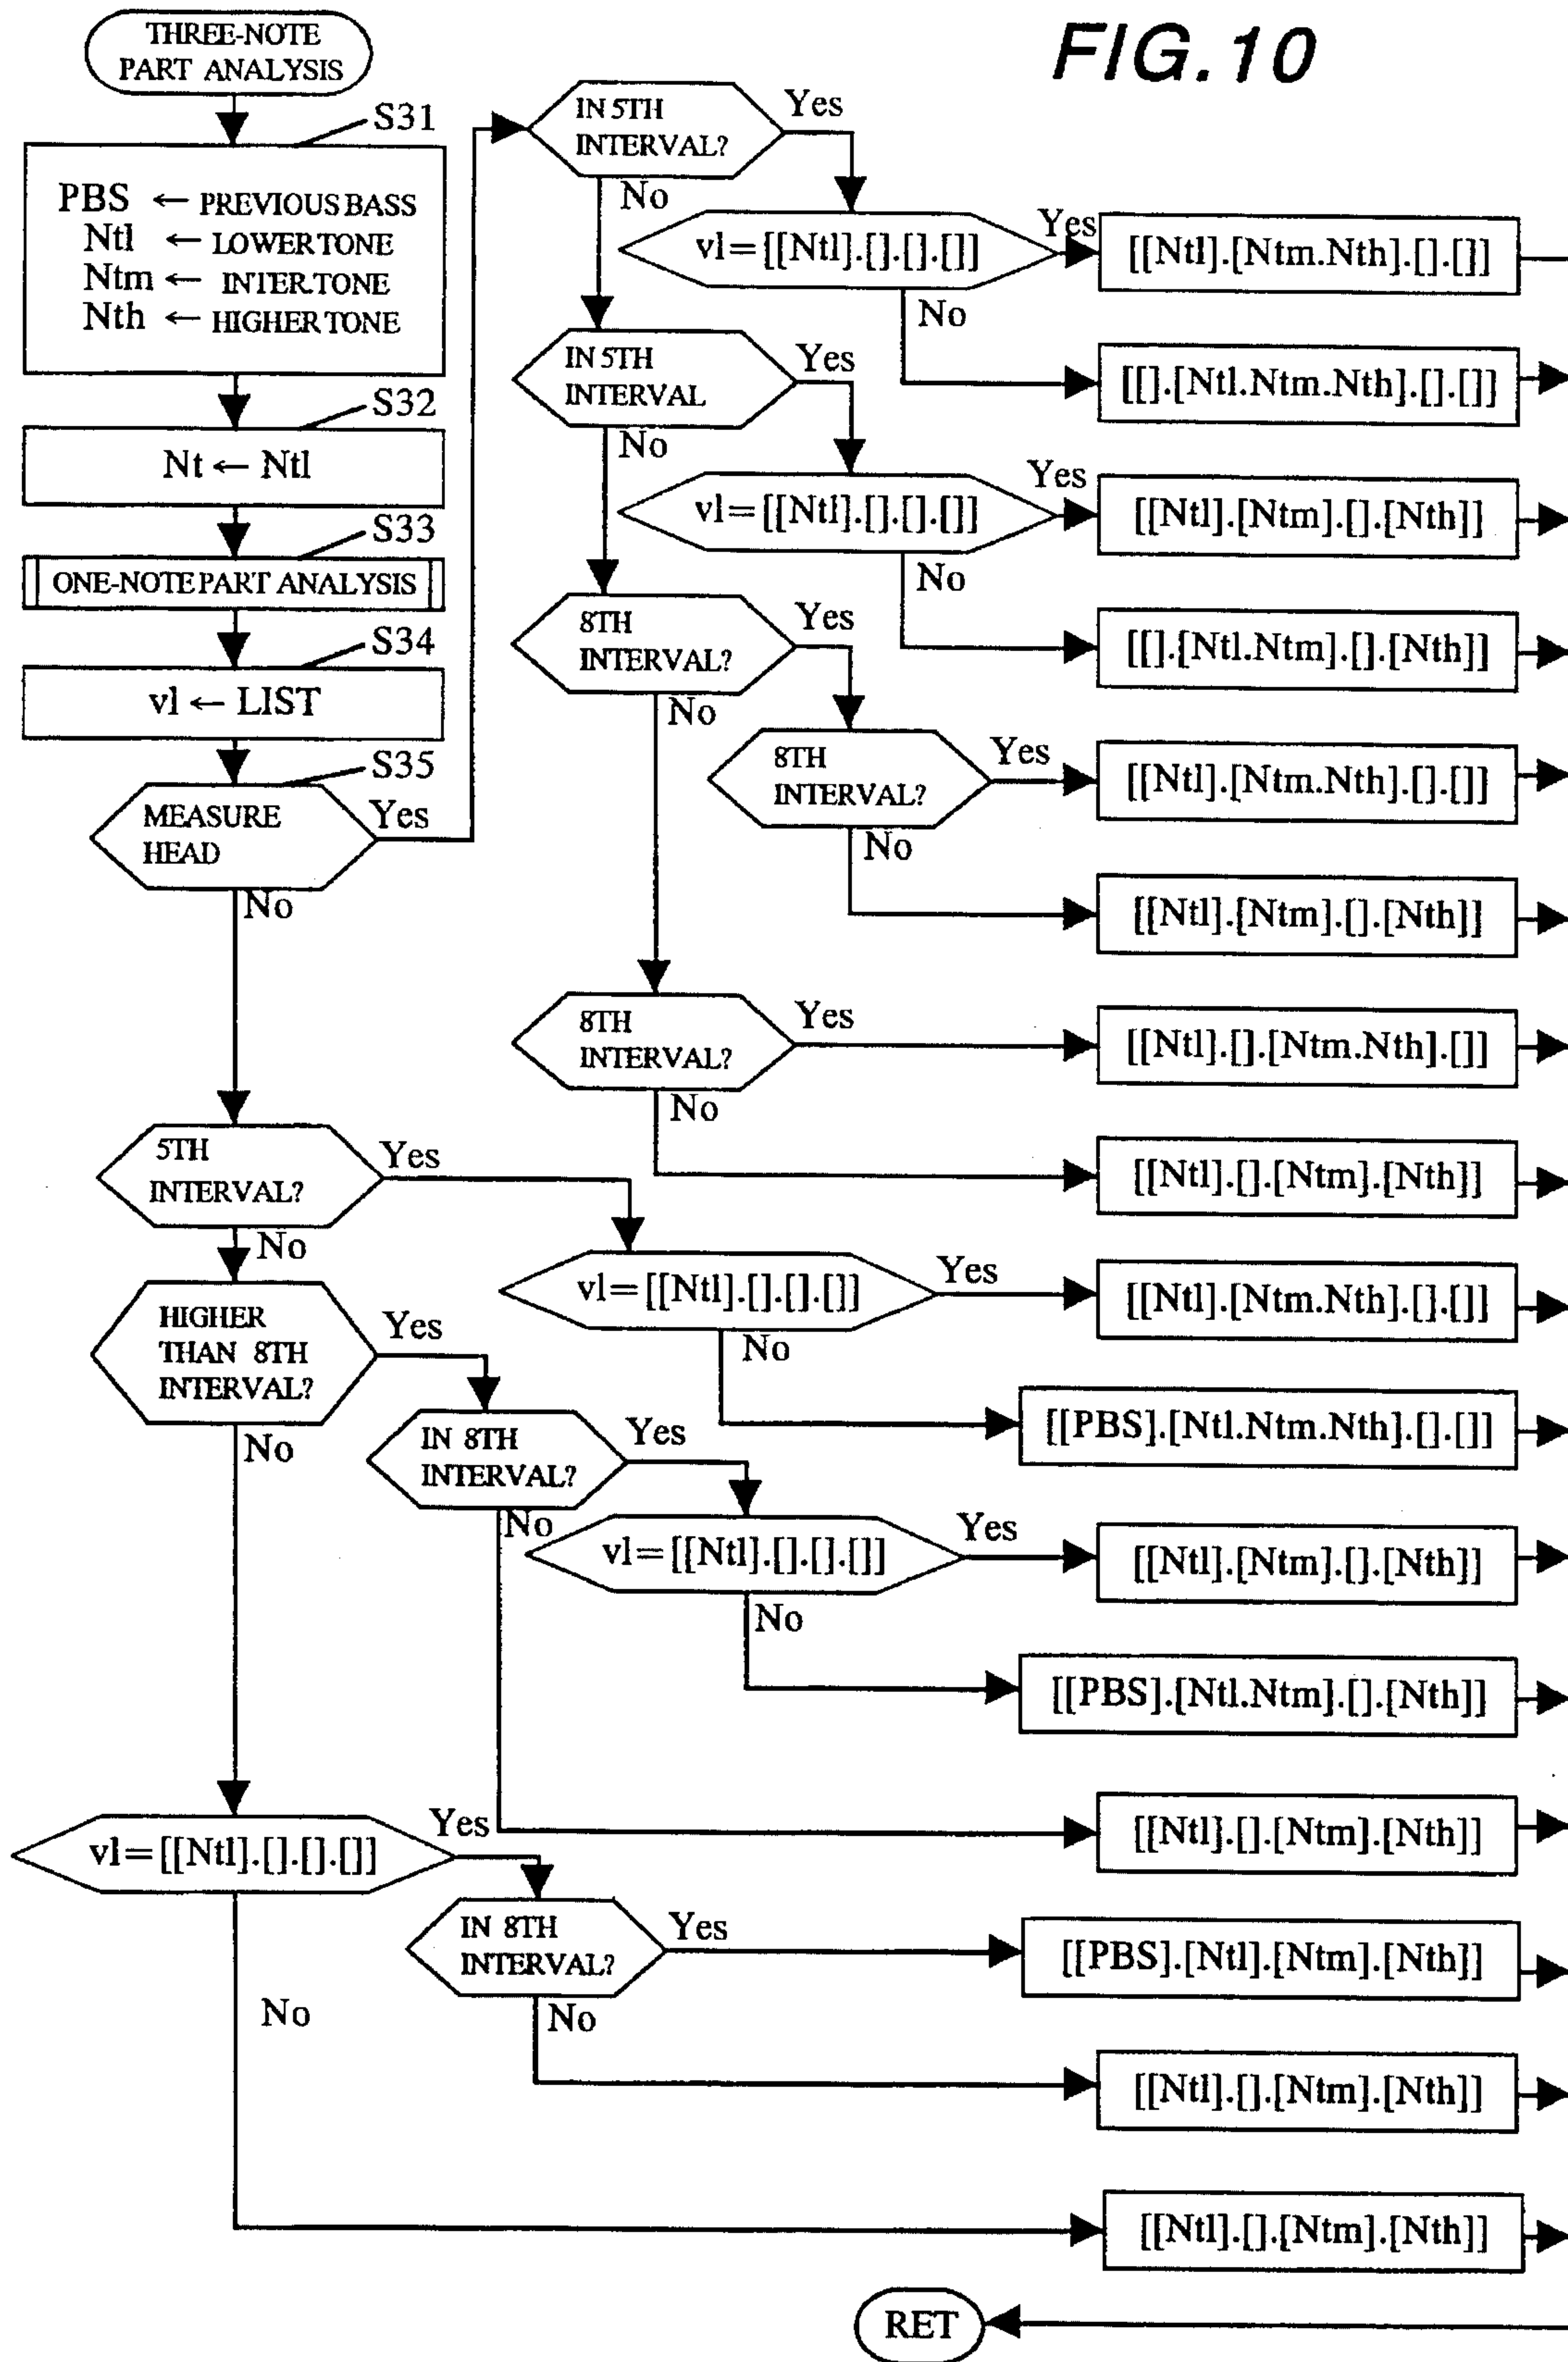 FIG.10
THREE-NOTE
PART ANALYSIS
S31
PBS ← PREVIOUS BASS
Ntl ← LOWER TONE
Ntm ← INTER.TONE
Nth ← HIGHER TONE
S32
Nt ← Ntl
S33
ONE-NOTE PART ANALYSIS
S34
vl ← LIST
S35
MEASURE
HEAD
Yes
No
IN 5TH
INTERVAL?
Yes
No
vl=[[Ntl].[].[].[]]
Yes
[[Ntl].[Ntm.Nth].[].[]]
No
[[].[Ntl.Ntm.Nth].[].[]]
IN 5TH
INTERVAL
Yes
No
vl=[[Ntl].[].[].[]]
Yes
[[Ntl].[Ntm].[].[Nth]]
No
[[].[Ntl.Ntm].[].[Nth]]
8TH
INTERVAL?
Yes
No
8TH
INTERVAL?
Yes
[[Ntl].[Ntm.Nth].[].[]]
No
[[Ntl].[Ntm].[].[Nth]]
8TH
INTERVAL?
Yes
[[Ntl].[].[Ntm.Nth].[]]
No
[[Ntl].[].[Ntm].[Nth]]
5TH
INTERVAL?
Yes
No
vl=[[Ntl].[].[].[]]
Yes
[[Ntl].[Ntm.Nth].[].[]]
No
[[PBS].[Ntl.Ntm.Nth].[].[]]
HIGHER
THAN 8TH
INTERVAL?
Yes
No
IN 8TH
INTERVAL?
Yes
No
vl=[[Ntl].[].[].[]]
Yes
[[Ntl].[Ntm].[].[Nth]]
No
[[PBS].[Ntl.Ntm].[].[Nth]]
[[Ntl].[].[Ntm].[Nth]]
vl=[[Ntl].[].[].[]]
Yes
No
IN 8TH
INTERVAL?
Yes
[[PBS].[Ntl].[Ntm].[Nth]]
No
[[Ntl].[].[Ntm].[Nth]]
[[Ntl].[].[Ntm].[Nth]]
RET